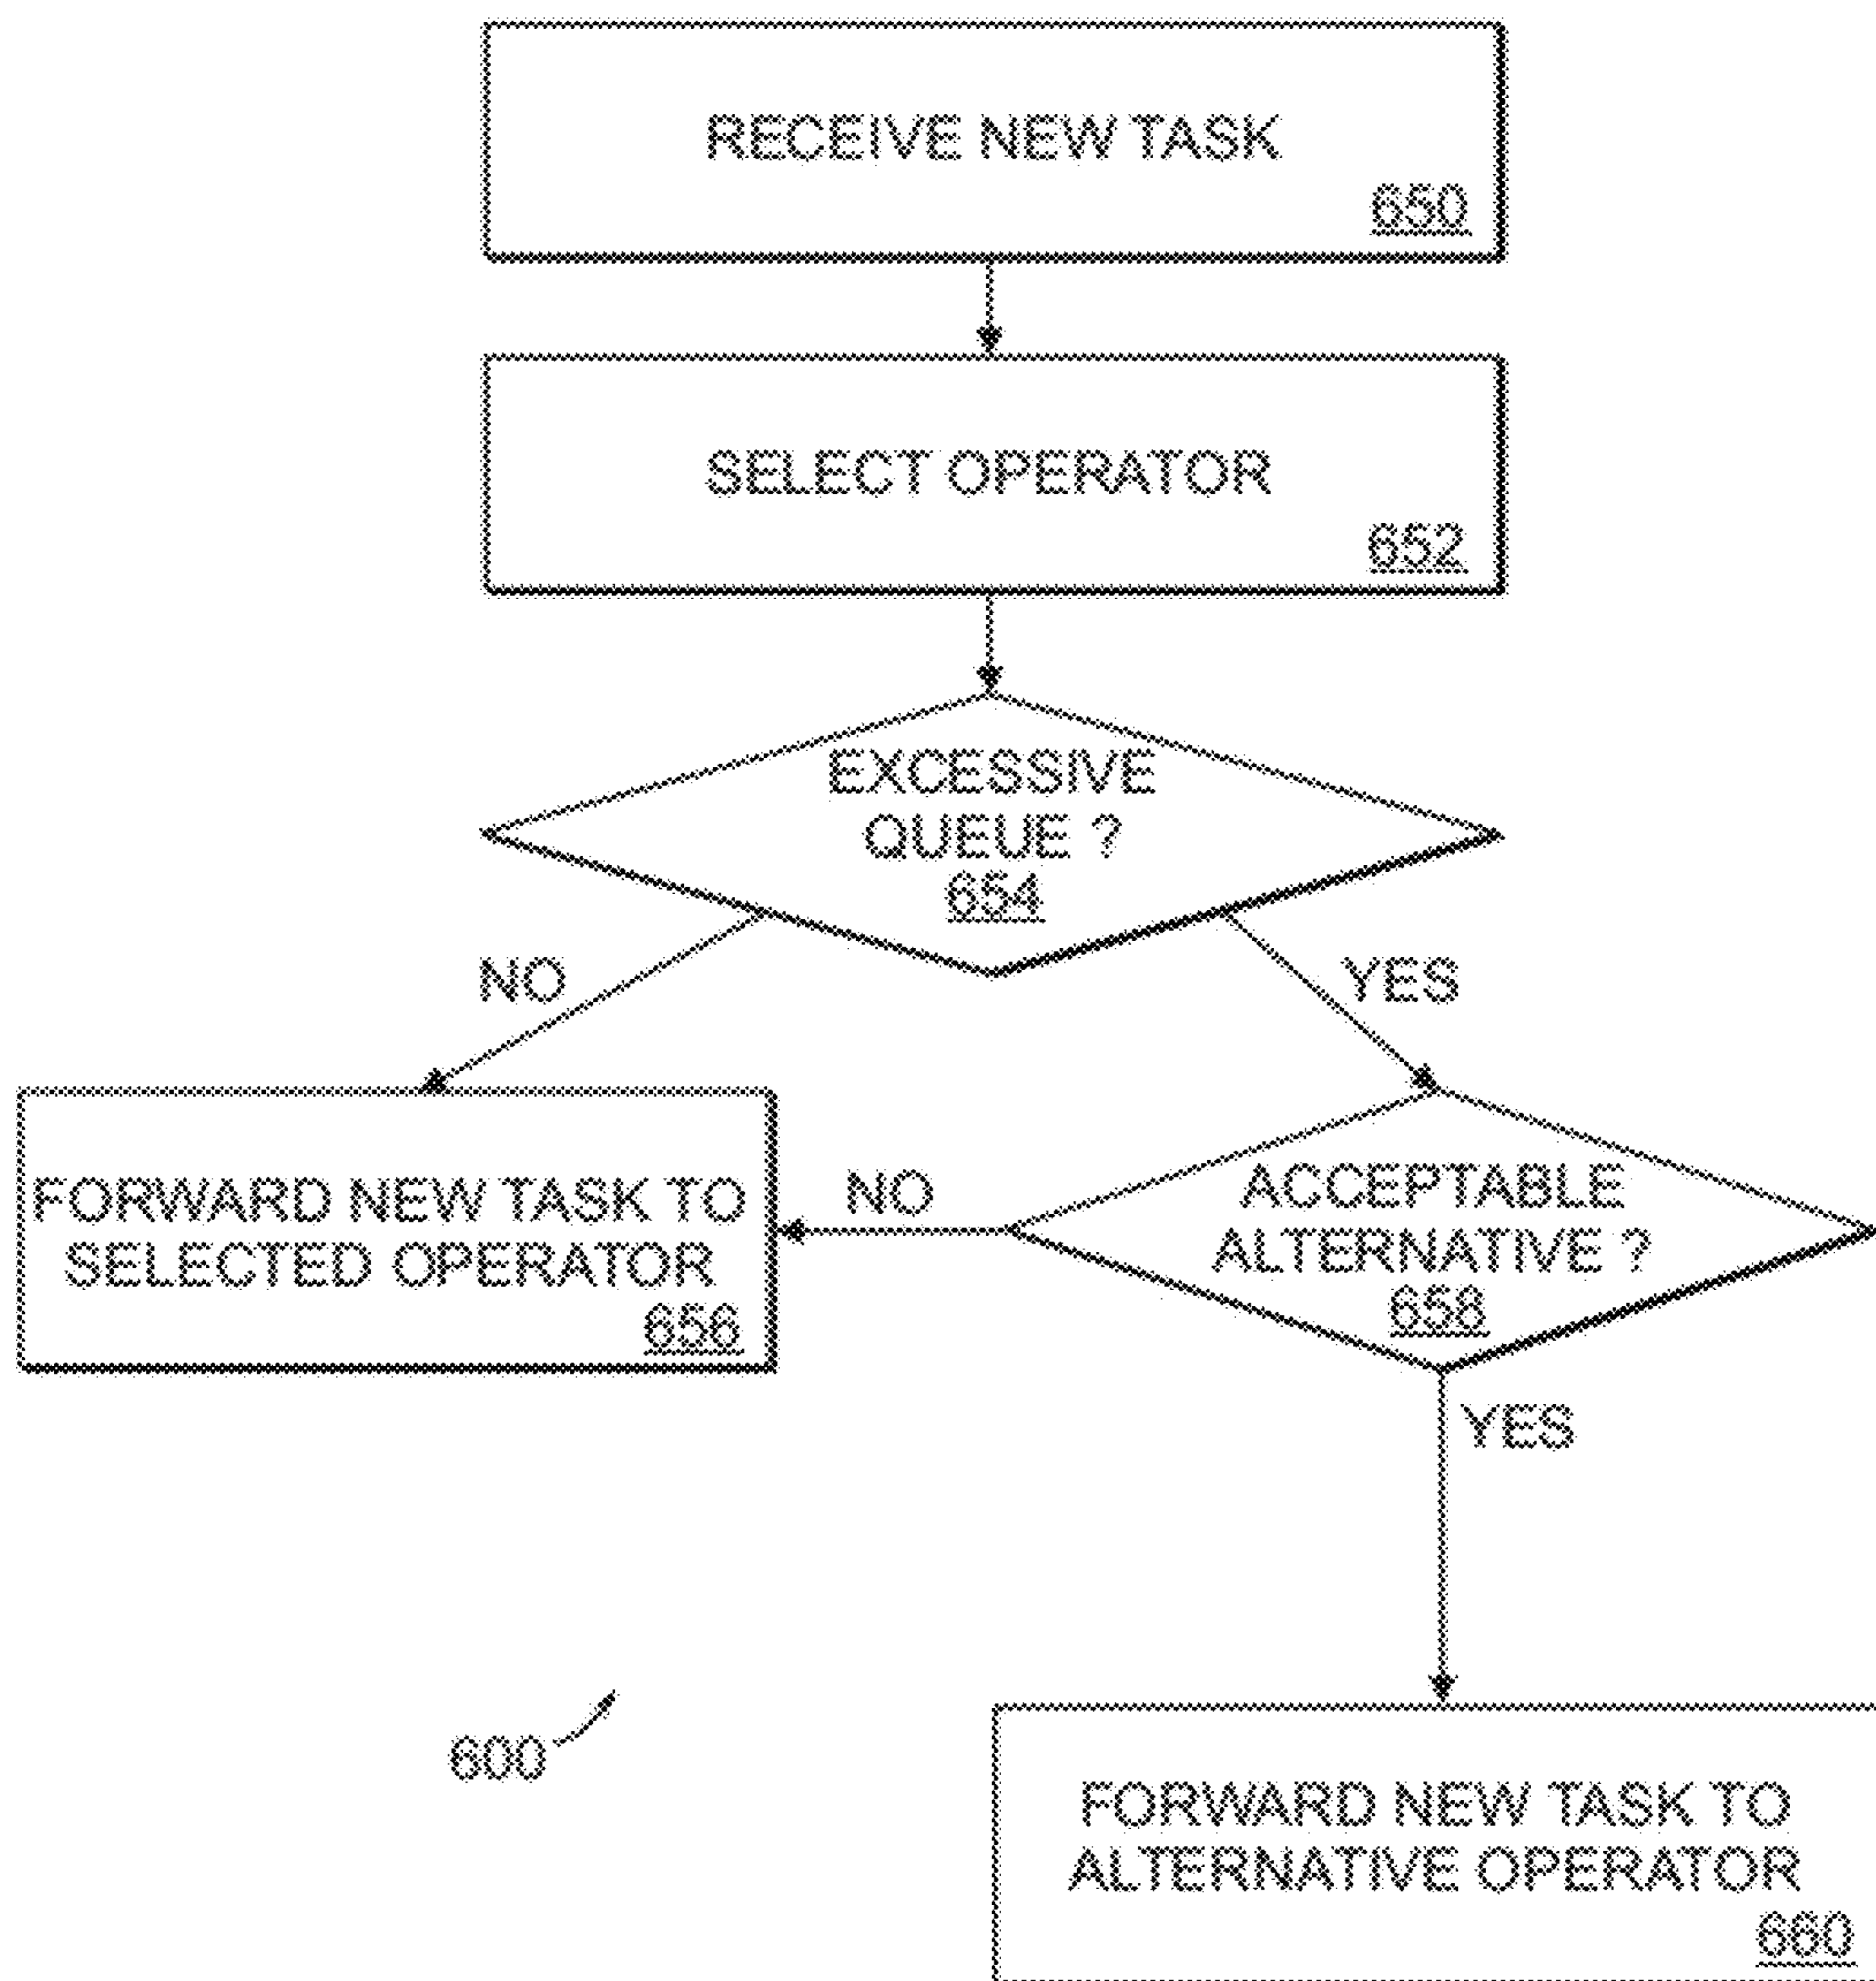 RECEIVE NEW TASK
650
SELECT OPERATOR
652
EXCESSIVE
QUEUE ?
654
NO
YES
FORWARD NEW TASK TO
SELECTED OPERATOR
656
NO
ACCEPTABLE
ALTERNATIVE ?
658
YES
600
FORWARD NEW TASK TO
ALTERNATIVE OPERATOR
660